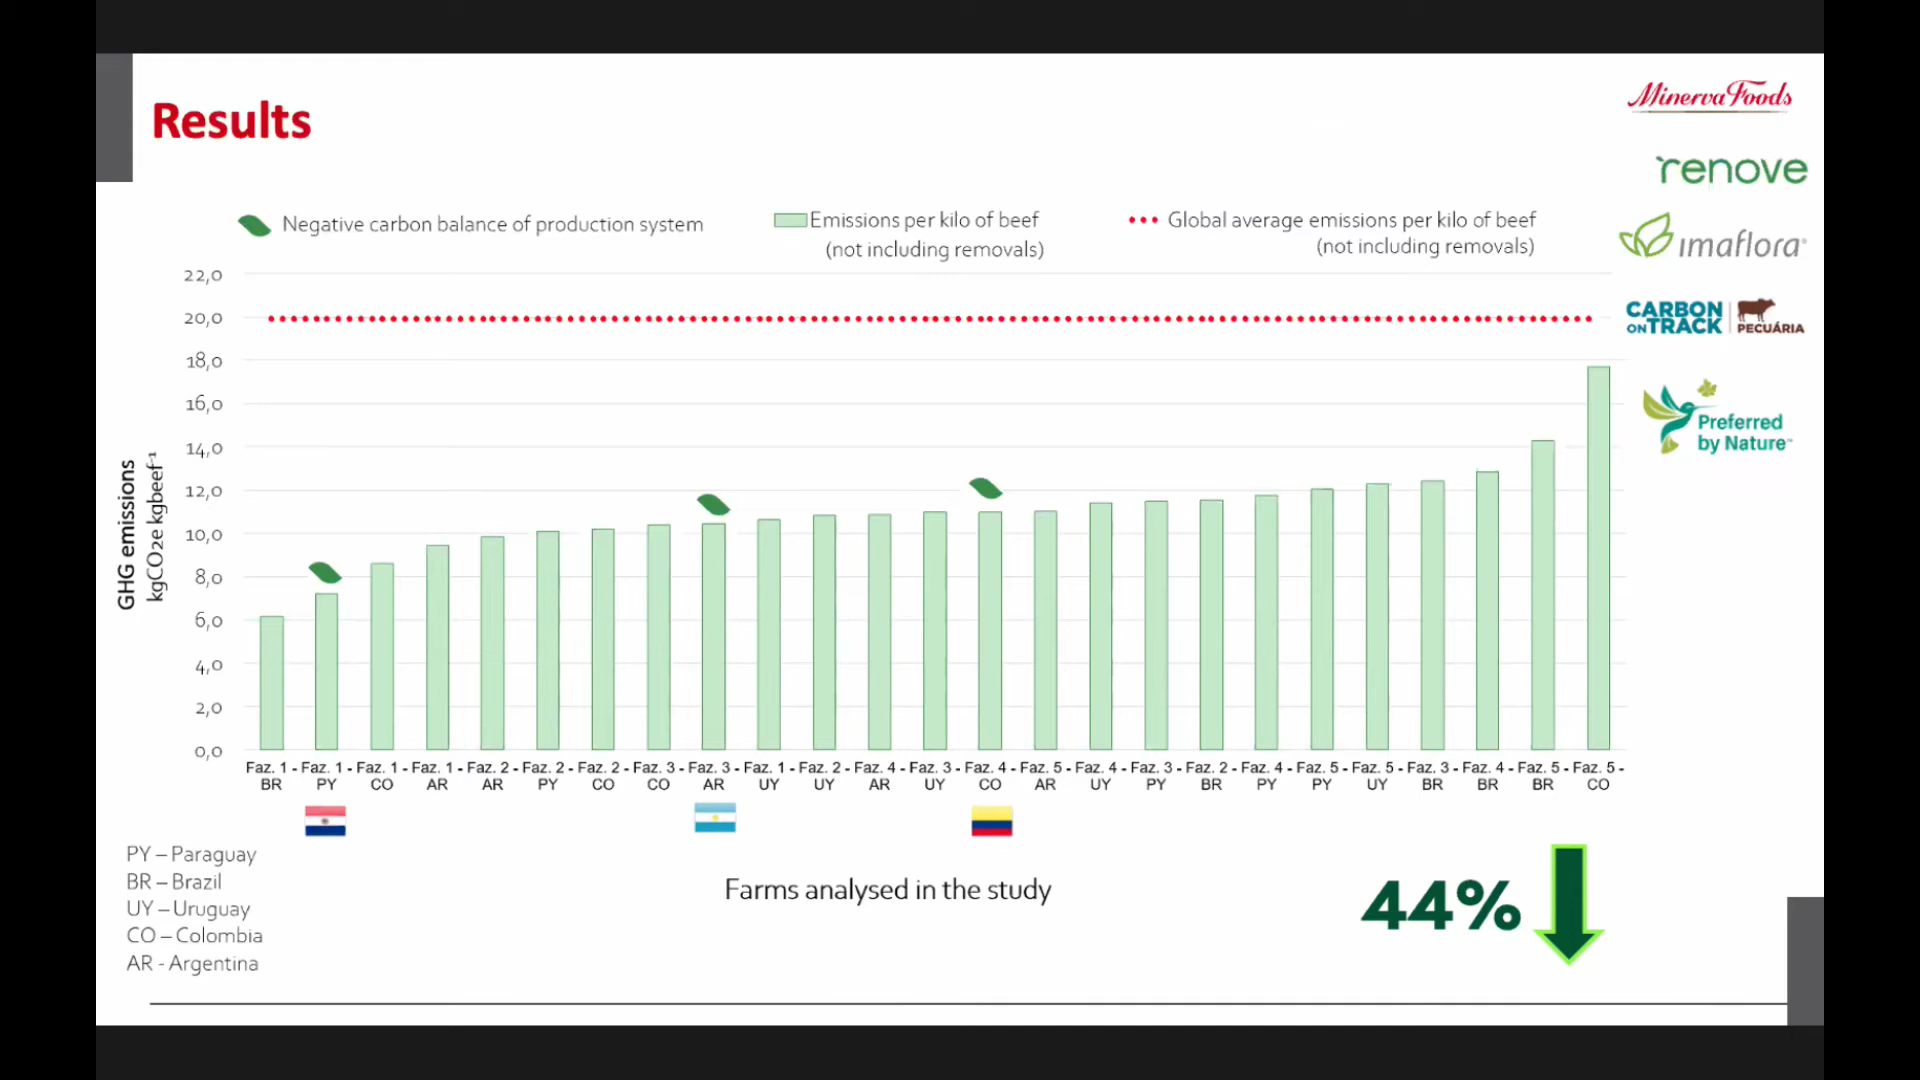 Results
Minerva Foods
renove
imaflora®
CARBON
ON TRACK
PECUÁRIA
Preferred
by Nature™
Negative carbon balance of production system
Emissions per kilo of beef
(not including removals)
Global average emissions per kilo of beef
(not including removals)
GHG emissions
kgCO2e kgbeef⁻¹
22,0
20,0
18,0
16,0
14,0
12,0
10,0
8,0
6,0
4,0
2,0
0,0
Faz. 1 - Faz. 1 - Faz. 1 - Faz. 1 - Faz. 2 - Faz. 2 - Faz. 2 - Faz. 3 - Faz. 3 - Faz. 1 - Faz. 2 - Faz. 4 - Faz. 3 - Faz. 4 - Faz. 5 - Faz. 4 - Faz. 3 - Faz. 2 - Faz. 4 - Faz. 5 - Faz. 5 - Faz. 3 - Faz. 4 - Faz. 5 - Faz. 5 -
BR PY CO AR AR PY CO CO AR UY UY AR UY CO AR UY PY BR PY PY UY BR BR BR CO
PY – Paraguay
BR – Brazil
UY – Uruguay
CO – Colombia
AR - Argentina
Farms analysed in the study
44%